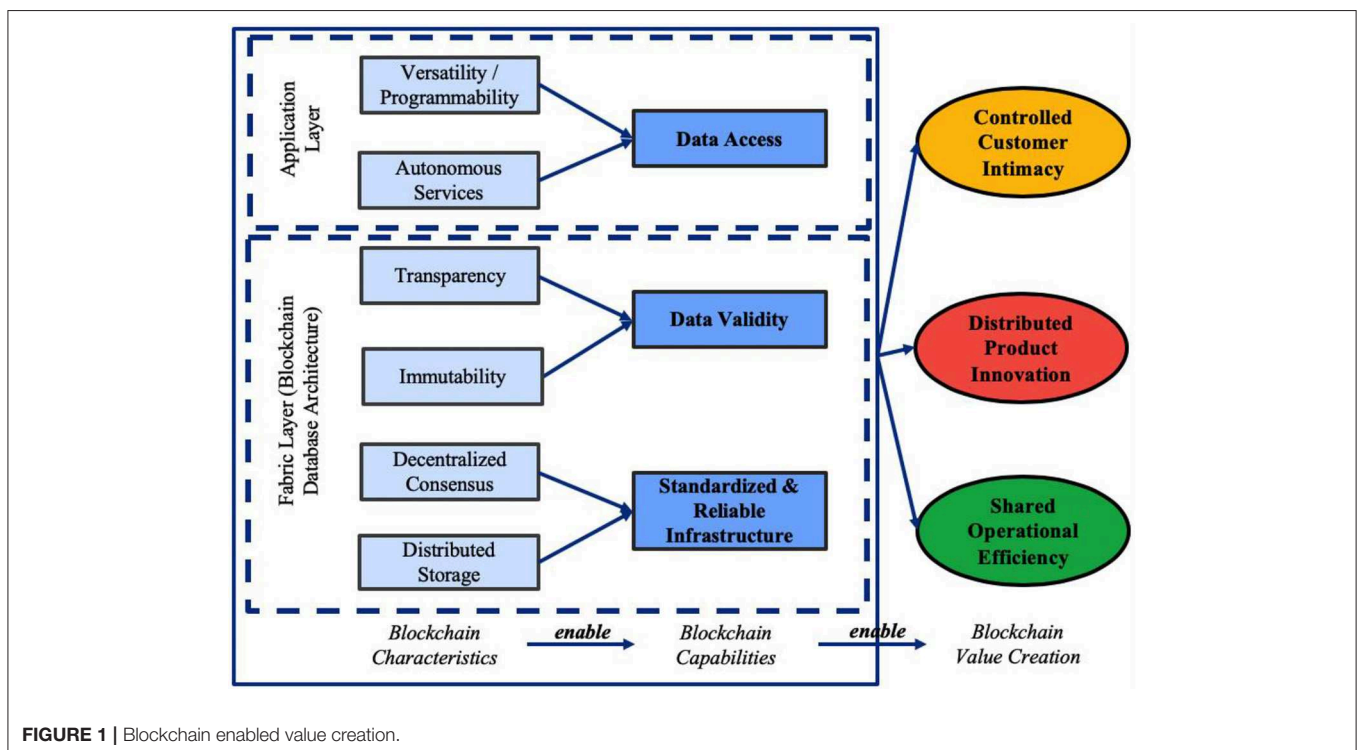 Application
Layer
Versatility /
Programmability
Autonomous
Services
Data Access
Fabric Layer (Blockchain
Database Architecture)
Transparency
Immutability
Data Validity
Decentralized
Consensus
Distributed
Storage
Standardized &
Reliable
Infrastructure
Controlled
Customer
Intimacy
Distributed
Product
Innovation
Shared
Operational
Efficiency
Blockchain
Characteristics
enable
Blockchain
Capabilities
enable
Blockchain
Value Creation
FIGURE 1 | Blockchain enabled value creation.